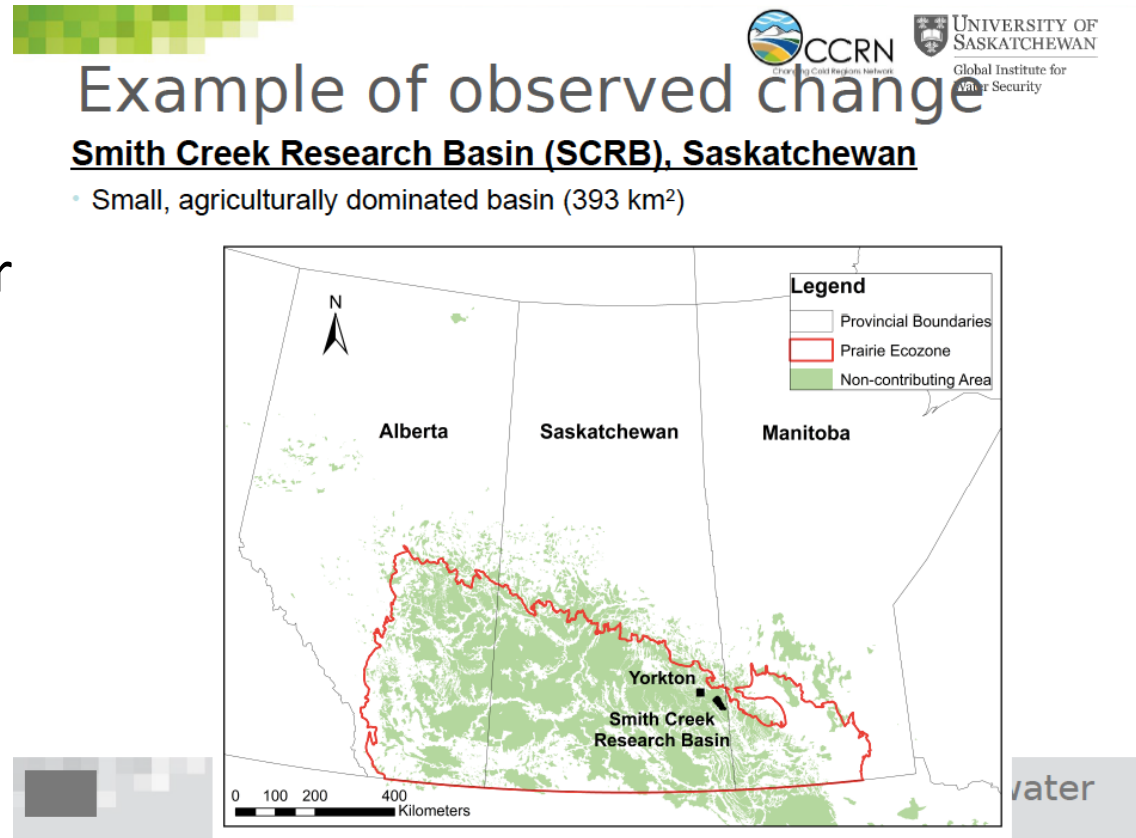 CCRN
Changing Cold Regions Network
UNIVERSITY OF
SASKATCHEWAN
Global Institute for
Water Security
Example of observed change
Smith Creek Research Basin (SCRB), Saskatchewan
• Small, agriculturally dominated basin (393 km²)
r
N
Legend
Provincial Boundaries
Prairie Ecozone
Non-contributing Area
Alberta
Saskatchewan
Manitoba
Yorkton
Smith Creek
Research Basin
0 100 200 400
Kilometers
water